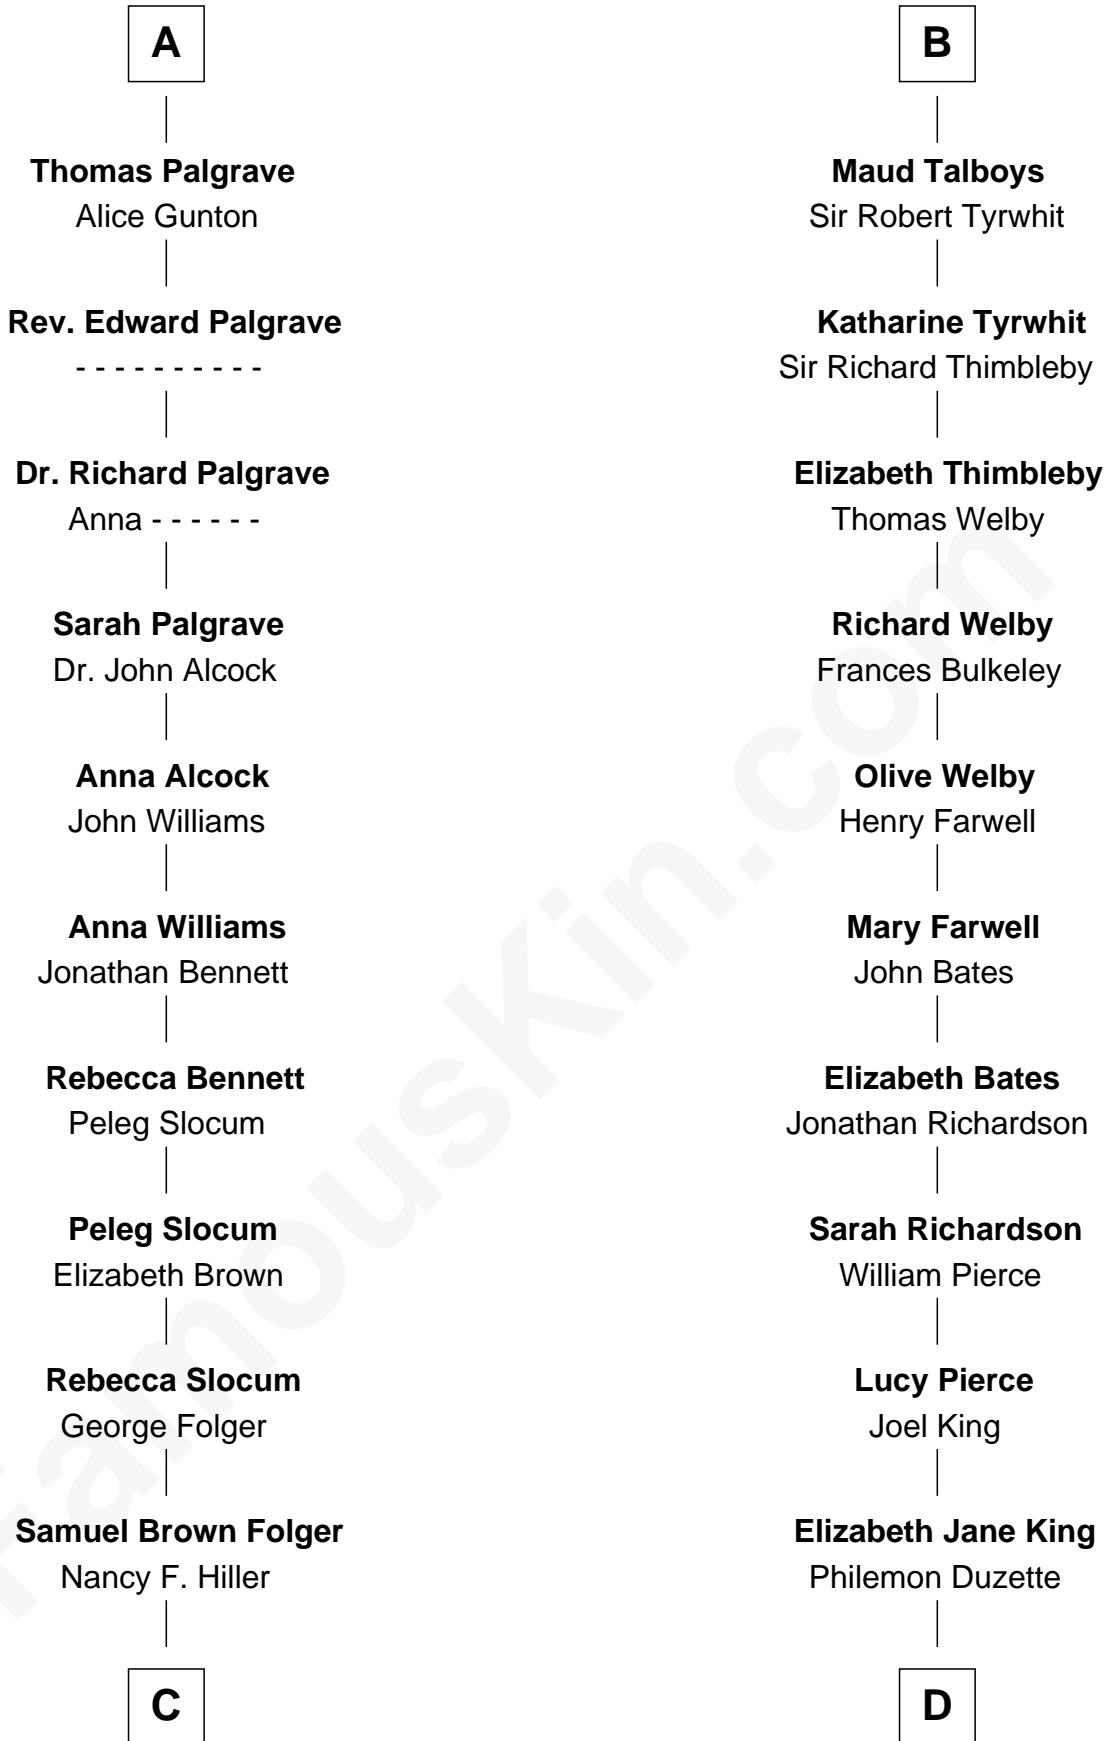 A
Thomas Palgrave
Alice Gunton
Rev. Edward Palgrave
- - - - - - - - - -
Dr. Richard Palgrave
Anna - - - - - -
Sarah Palgrave
Dr. John Alcock
Anna Alcock
John Williams
Anna Williams
Jonathan Bennett
Rebecca Bennett
Peleg Slocum
Peleg Slocum
Elizabeth Brown
Rebecca Slocum
George Folger
Samuel Brown Folger
Nancy F. Hiller
C
B
Maud Talboys
Sir Robert Tyrwhit
Katharine Tyrwhit
Sir Richard Thimbleby
Elizabeth Thimbleby
Thomas Welby
Richard Welby
Frances Bulkeley
Olive Welby
Henry Farwell
Mary Farwell
John Bates
Elizabeth Bates
Jonathan Richardson
Sarah Richardson
William Pierce
Lucy Pierce
Joel King
Elizabeth Jane King
Philemon Duzette
D
FamousKin.com